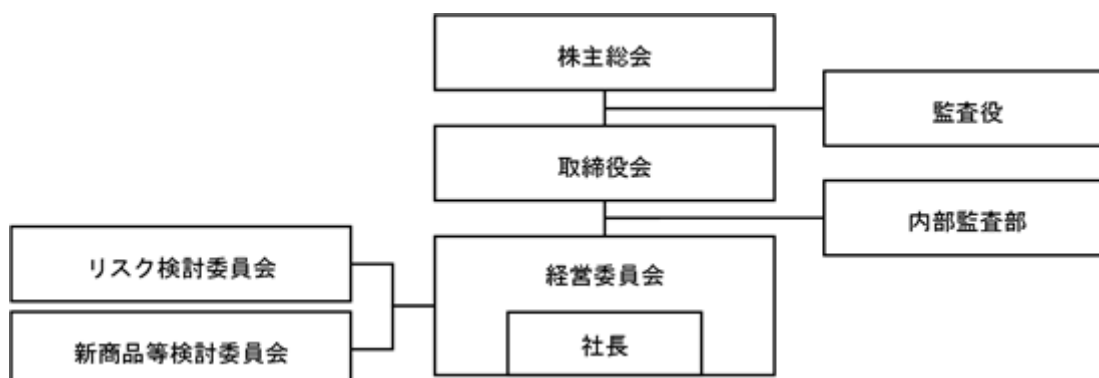 株主総会
監査役
取締役会
内部監査部
リスク検討委員会
経営委員会
新商品等検討委員会
社長